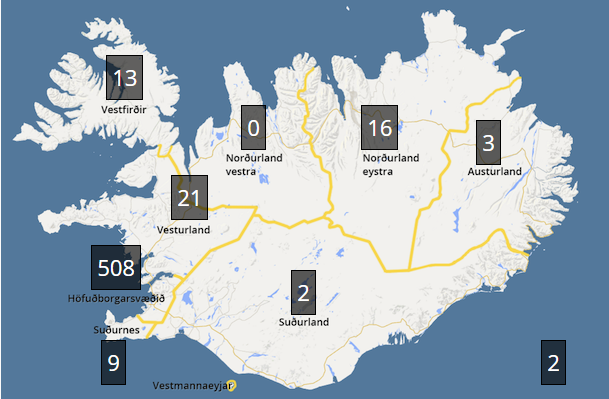 13
Vestfirðir
0
Norðurland
vestra
16
Norðurland
eystra
3
Austurland
21
Vesturland
508
Höfuðborgarsvæðið
2
Suðurland
Suðurnes
9
Vestmannaeyjar
2